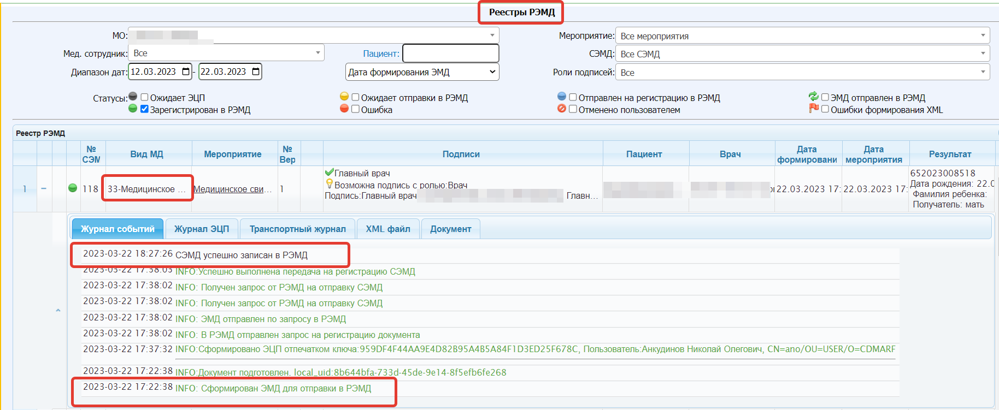 Реестры РЭМД
МО:
Мероприятие: Все мероприятия
Мед. сотрудник: Все
Пациент:
СЭМД: Все СЭМД
Диапазон дат: 12.03.2023 - 22.03.2023
Дата формирования ЭМД
Роли подписей: Все
Статусы: Ожидает ЭЦП
Ожидает отправки в РЭМД
Отправлен на регистрацию в РЭМД
ЭМД отправлен в РЭМД
Зарегистрирован в РЭМД
Ошибка
Отменено пользователем
Ошибки формирования XML
Реестр РЭМД
№ СЭМ
Вид МД
Мероприятие
№ Вер
Подписи
Пациент
Врач
Дата формировани
Дата мероприятия
Результат
1
118
33-Медицинское ...
Медицинское сви...
1
Главный врач
Возможна подпись с ролью:Врач
Подпись:Главный врач Главн...
22.03.2023 17:
22.03.2023 17:
652023008518
Дата рождения: 22.0
Фамилия ребенка:
Получатель: мать
Журнал событий
Журнал ЭЦП
Транспортный журнал
XML файл
Документ
2023-03-22 18:27:26 СЭМД успешно записан в РЭМД
2023-03-22 17:38:03 INFO:Успешно выполнена передача на регистрацию СЭМД
2023-03-22 17:38:02 INFO: Получен запрос от РЭМД на отправку СЭМД
2023-03-22 17:38:02 INFO: Получен запрос от РЭМД на отправку СЭМД
2023-03-22 17:38:02 INFO: ЭМД отправлен по запросу в РЭМД
2023-03-22 17:38:02 INFO: В РЭМД отправлен запрос на регистрацию документа
2023-03-22 17:37:32 INFO:Сформировано ЭЦП отпечатком ключа:959DF4F44AA9E4D82B95A4B5A84F1D3ED25F678C, Пользователь:Анкудинов Николай Олегович, CN=ano/OU=USER/O=CDMARF
2023-03-22 17:22:38 INFO:Документ подготовлен. local_uid:8b644bfa-733d-45de-9e14-8f5efb6fe268
2023-03-22 17:22:38 INFO: Сформирован ЭМД для отправки в РЭМД